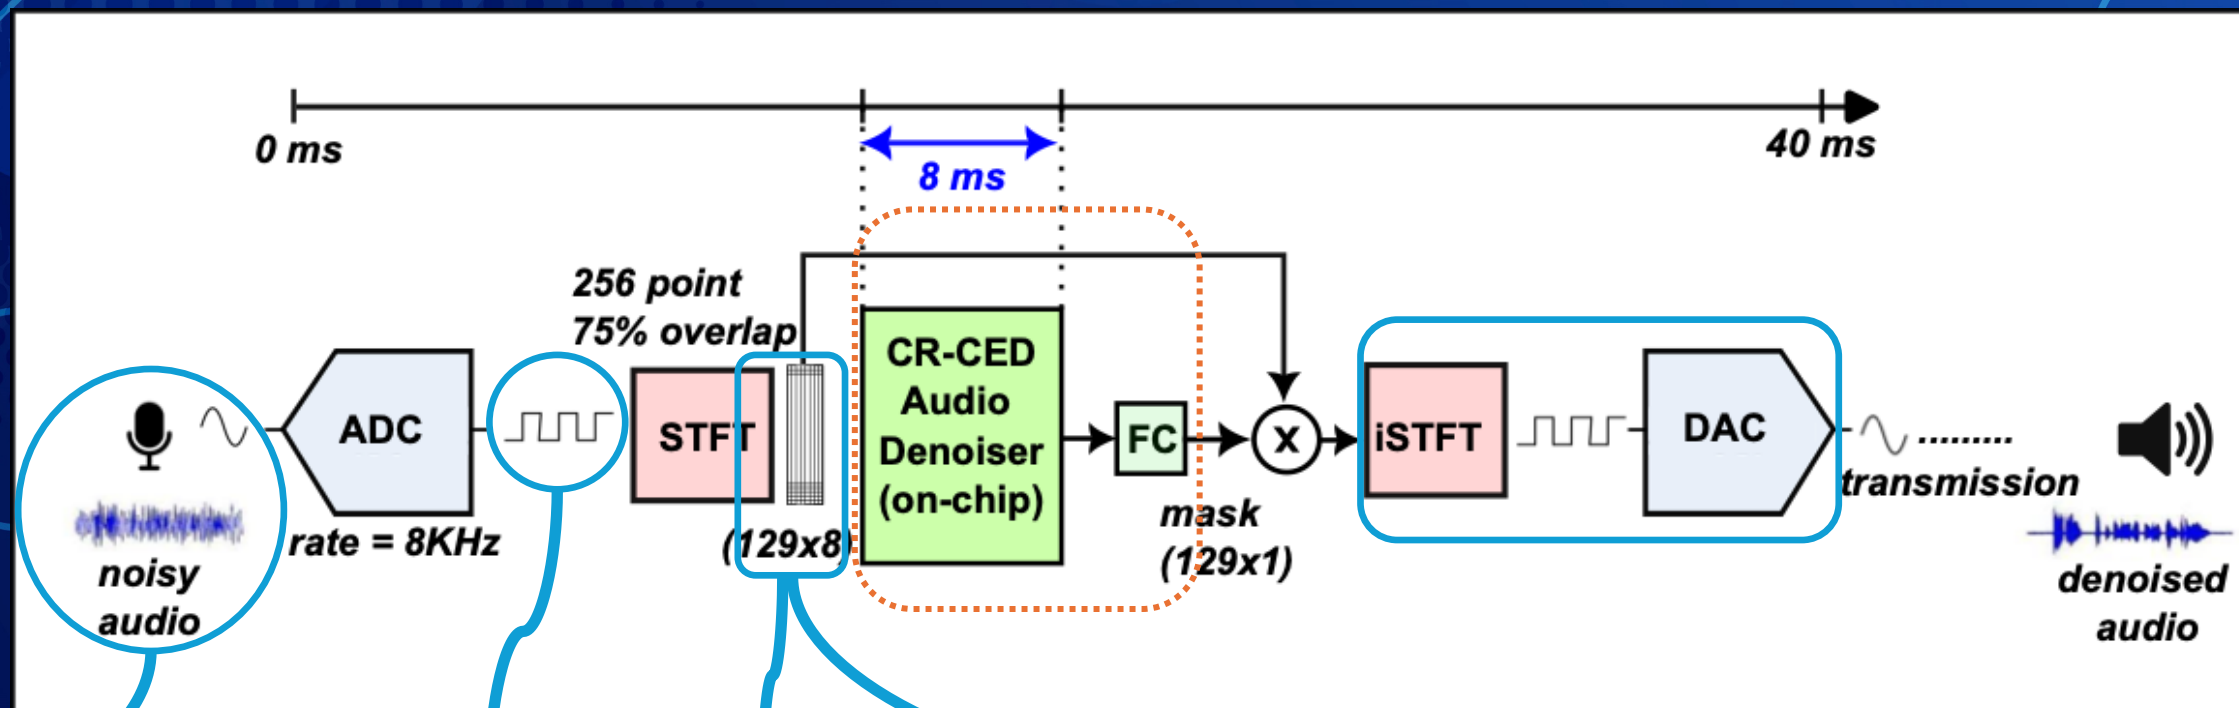 0 ms
40 ms
8 ms
256 point
75% overlap
ADC
rate = 8KHz
noisy
audio
STFT
(129x8)
CR-CED
Audio
Denoiser
(on-chip)
FC
mask
(129x1)
X
iSTFT
DAC
transmission
denoised
audio